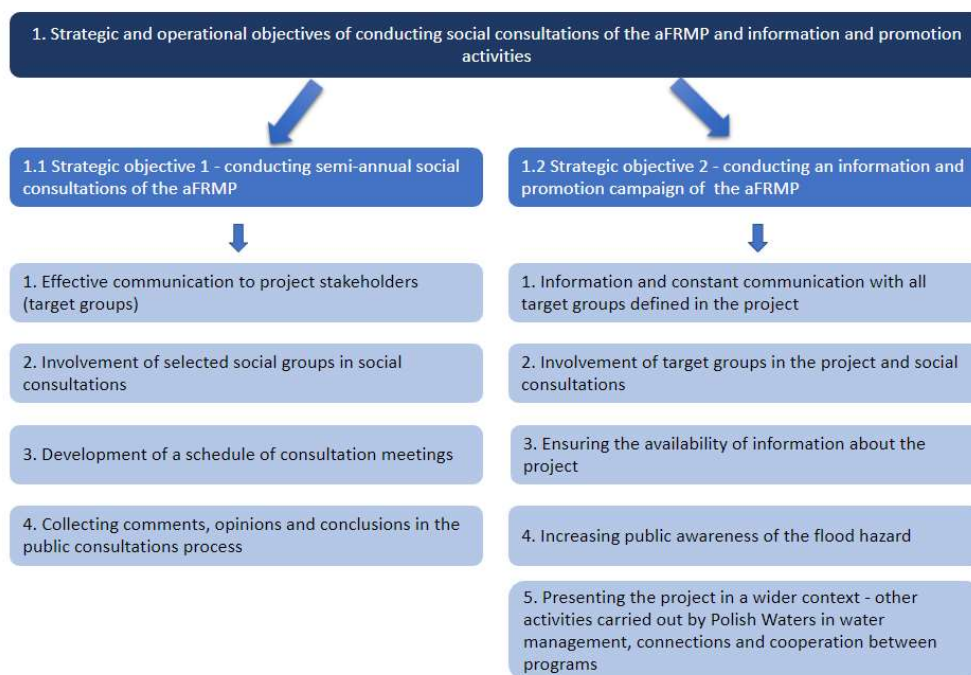 1. Strategic and operational objectives of conducting social consultations of the aFRMP and information and promotion
activities
1.1 Strategic objective 1 - conducting semi-annual social
consultations of the aFRMP
1. Effective communication to project stakeholders
(target groups)
2. Involvement of selected social groups in social
consultations
3. Development of a schedule of consultation meetings
4. Collecting comments, opinions and conclusions in the
public consultations process
1.2 Strategic objective 2 - conducting an information and
promotion campaign of the aFRMP
1. Information and constant communication with all
target groups defined in the project
2. Involvement of target groups in the project and social
consultations
3. Ensuring the availability of information about the
project
4. Increasing public awareness of the flood hazard
5. Presenting the project in a wider context - other
activities carried out by Polish Waters in water
management, connections and cooperation between
programs